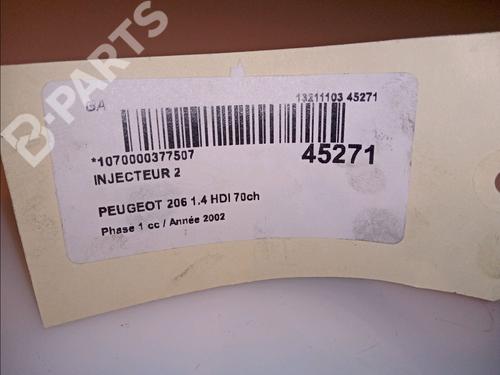 B-PARTS
GA
13211103 45271
*1070000377507
45271
INJECTEUR 2
PEUGEOT 206 1.4 HDI 70ch
Phase 1 cc / Année 2002